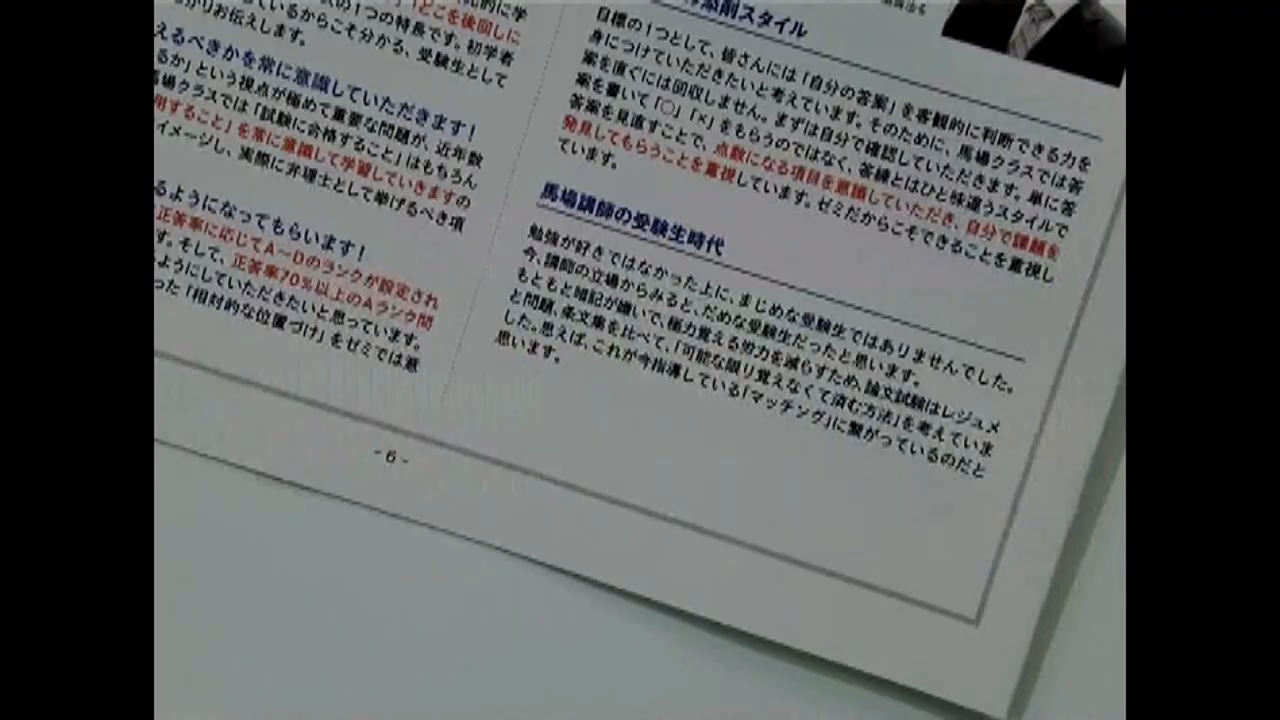 的に学
の1つの特長です。初学者
「どこを後回しに
ているからこそ分かる、受験生として
かりお伝えします。
えるべきかを常に意識していただきます!
るか」という視点が極めて重要な問題が、近年数
場クラスでは「試験に合格すること」はもちろん
用すること」を常に意識して学習していきますの
イメージし、実際に弁理士として挙げるべき項
るようになってもらいます!
正答率に応じてA~Dのランクが設定され
す。そして、正答率70%以上のAランク問
ようにしていただきたいと思っています。
った「相対的な位置づけ」をゼミでは意
添削スタイル
目標の1つとして、皆さんには「自分の答案」を客観的に判断できる力を
身につけていただきたいと考えています。そのために、馬場クラスでは答
案を直ぐには回収しません。まずは自分で確認していただきます。単に答
案を書いて「○」「×」をもらうのではなく、答練とはひと味違うスタイルで
答案を見直すことで、点数になる項目を意識していただき、自分で課題を
発見してもらうことを重視しています。ゼミだからこそできることを重視し
ています。
馬場講師の受験生時代
勉強が好きではなかった上に、まじめな受験生ではありませんでした。
今、講師の立場からみると、だめな受験生だったと思います。
もともと暗記が嫌いで、極力覚える労力を減らすため、論文試験はレジュメ
と問題、条文集を比べて、「可能な限り覚えなくて済む方法」を考えていま
した。思えば、これが今指導している「マッチング」に繋がっているのだと
思います。
- 6 -